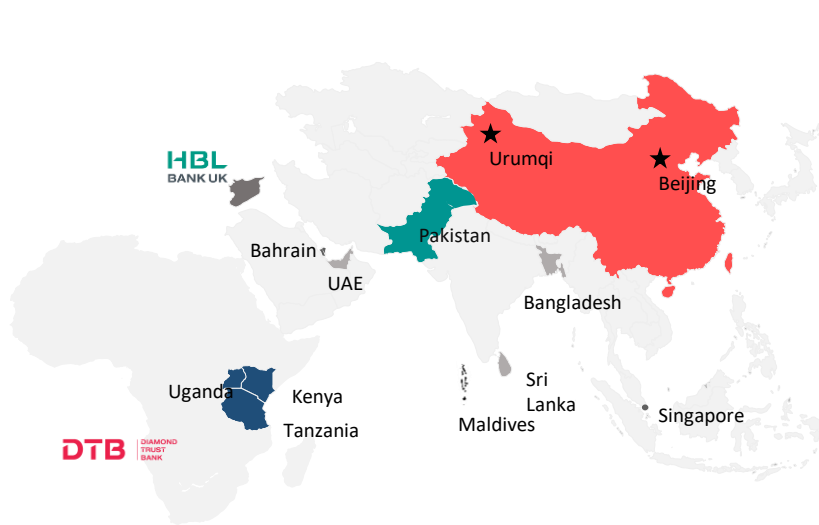 Urumqi
HBL
BANK UK
Beijing
Pakistan
Bahrain
UAE
Bangladesh
Uganda
Kenya
Sri
Lanka
Singapore
Maldives
Tanzania
DTB
DIAMOND
TRUST
BANK